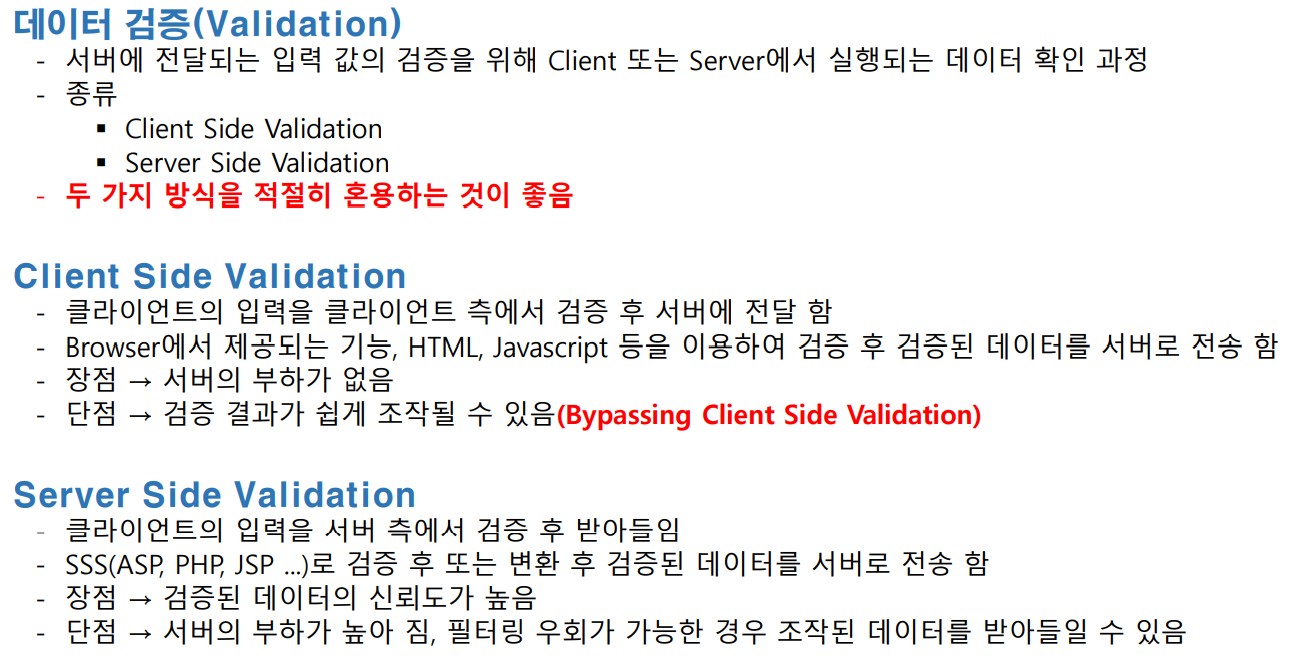 데이터 검증(Validation)
- 서버에 전달되는 입력 값의 검증을 위해 Client 또는 Server에서 실행되는 데이터 확인 과정
- 종류
▪ Client Side Validation
▪ Server Side Validation
- 두 가지 방식을 적절히 혼용하는 것이 좋음
Client Side Validation
- 클라이언트의 입력을 클라이언트 측에서 검증 후 서버에 전달 함
- Browser에서 제공되는 기능, HTML, Javascript 등을 이용하여 검증 후 검증된 데이터를 서버로 전송 함
- 장점 → 서버의 부하가 없음
- 단점 → 검증 결과가 쉽게 조작될 수 있음(Bypassing Client Side Validation)
Server Side Validation
- 클라이언트의 입력을 서버 측에서 검증 후 받아들임
- SSS(ASP, PHP, JSP ...)로 검증 후 또는 변환 후 검증된 데이터를 서버로 전송 함
- 장점 → 검증된 데이터의 신뢰도가 높음
- 단점 → 서버의 부하가 높아 짐, 필터링 우회가 가능한 경우 조작된 데이터를 받아들일 수 있음